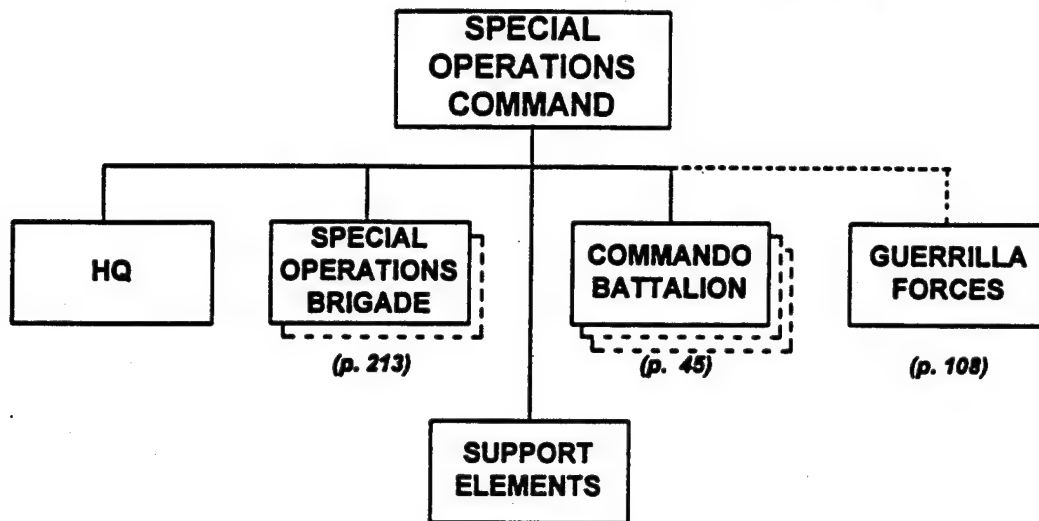 SPECIAL
OPERATIONS
COMMAND
HQ
SPECIAL
OPERATIONS
BRIGADE
(p. 213)
COMMANDO
BATTALION
(p. 45)
GUERRILLA
FORCES
(p. 108)
SUPPORT
ELEMENTS